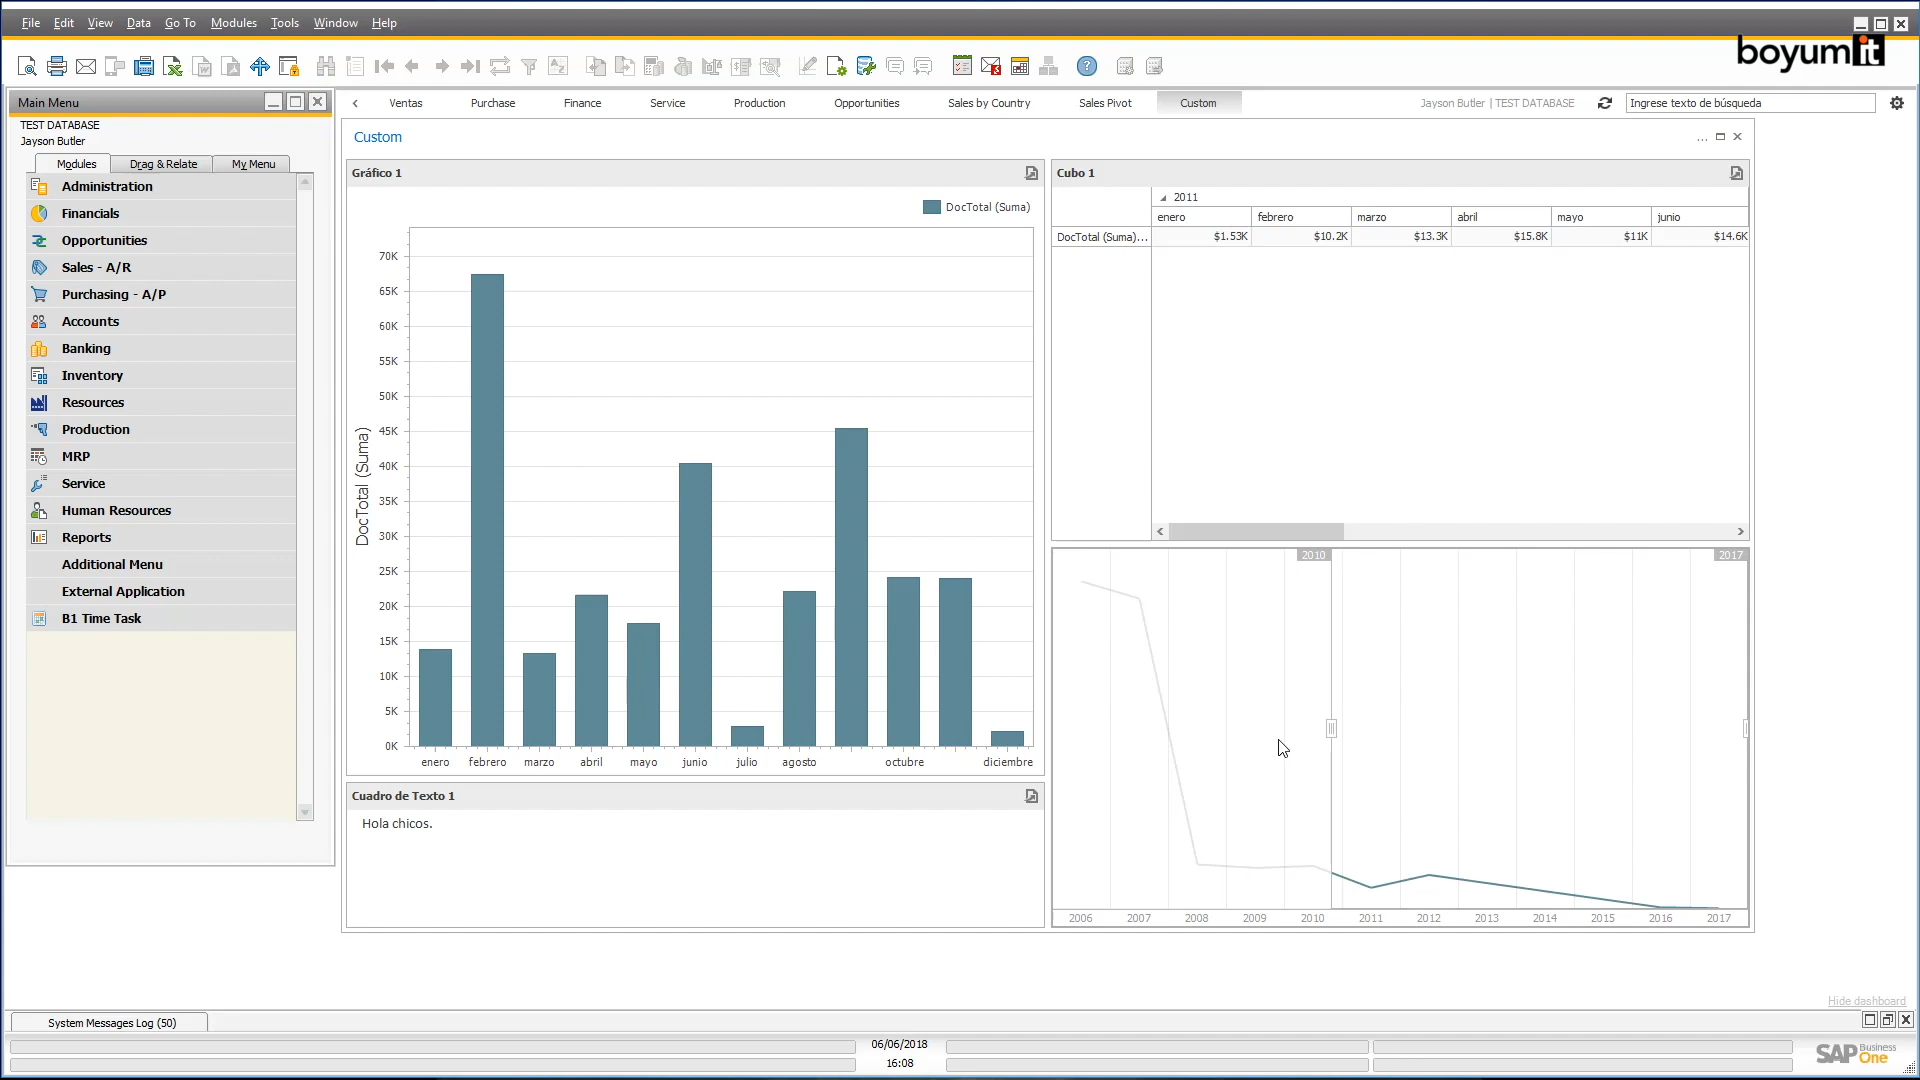 File Edit View Data Go To Modules Tools Window Help
boyumit
Main Menu
TEST DATABASE
Jayson Butler
Modules Drag & Relate My Menu
Administration
Financials
Opportunities
Sales - A/R
Purchasing - A/P
Accounts
Banking
Inventory
Resources
Production
MRP
Service
Human Resources
Reports
Additional Menu
External Application
B1 Time Task
Ventas Purchase Finance Service Production Opportunities Sales by Country Sales Pivot Custom
Jayson Butler | TEST DATABASE
Ingrese texto de búsqueda
Custom
...
Gráfico 1
DocTotal (Suma)
DocTotal (Suma)
70K
65K
60K
55K
50K
45K
40K
35K
30K
25K
20K
15K
10K
5K
0K
enero febrero marzo abril mayo junio julio agosto octubre diciembre
Cuadro de Texto 1
Hola chicos.
Cubo 1
2011
enero febrero marzo abril mayo junio
DocTotal (Suma)... $1.53K $10.2K $13.3K $15.8K $11K $14.6K
2010 2017
2006 2007 2008 2009 2010 2011 2012 2013 2014 2015 2016 2017
Hide dashboard
System Messages Log (50)
06/06/2018
16:08
SAP Business One